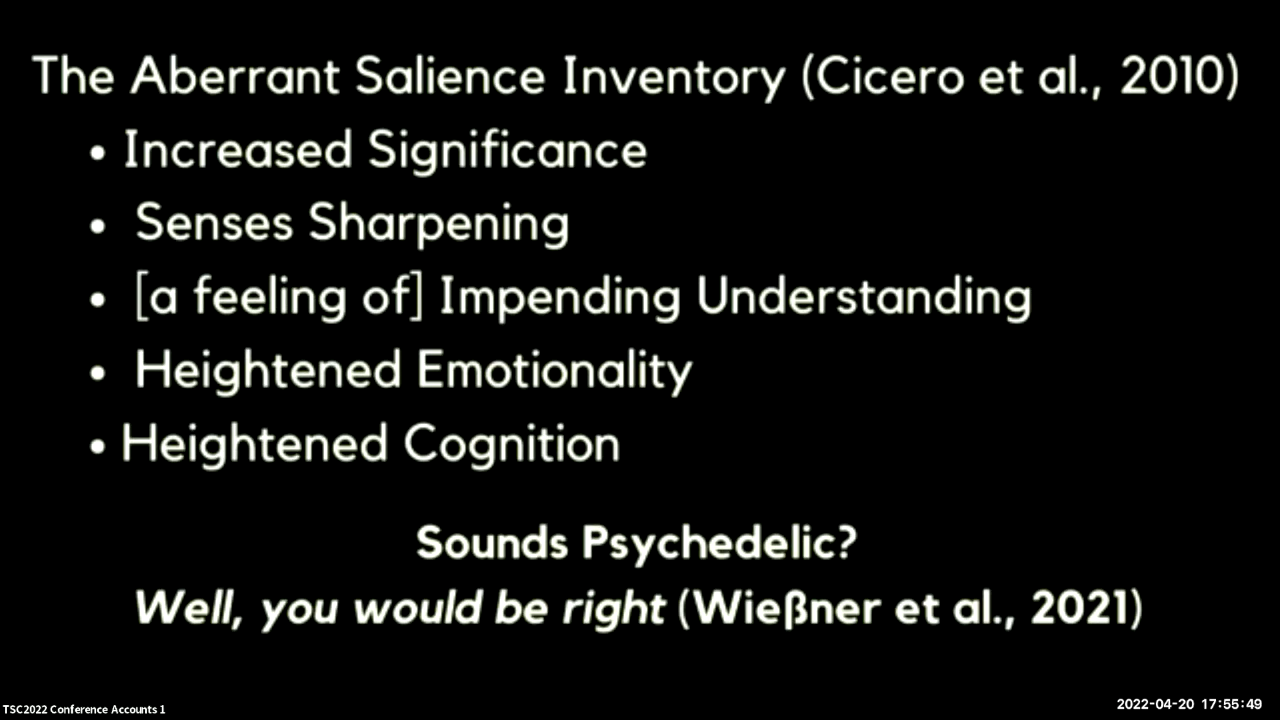 The Aberrant Salience Inventory (Cicero et al., 2010)
• Increased Significance
• Senses Sharpening
• [a feeling of] Impending Understanding
• Heightened Emotionality
• Heightened Cognition
Sounds Psychedelic?
Well, you would be right (Wießner et al., 2021)
TSC2022 Conference Accounts 1
2022-04-20 17:55:49